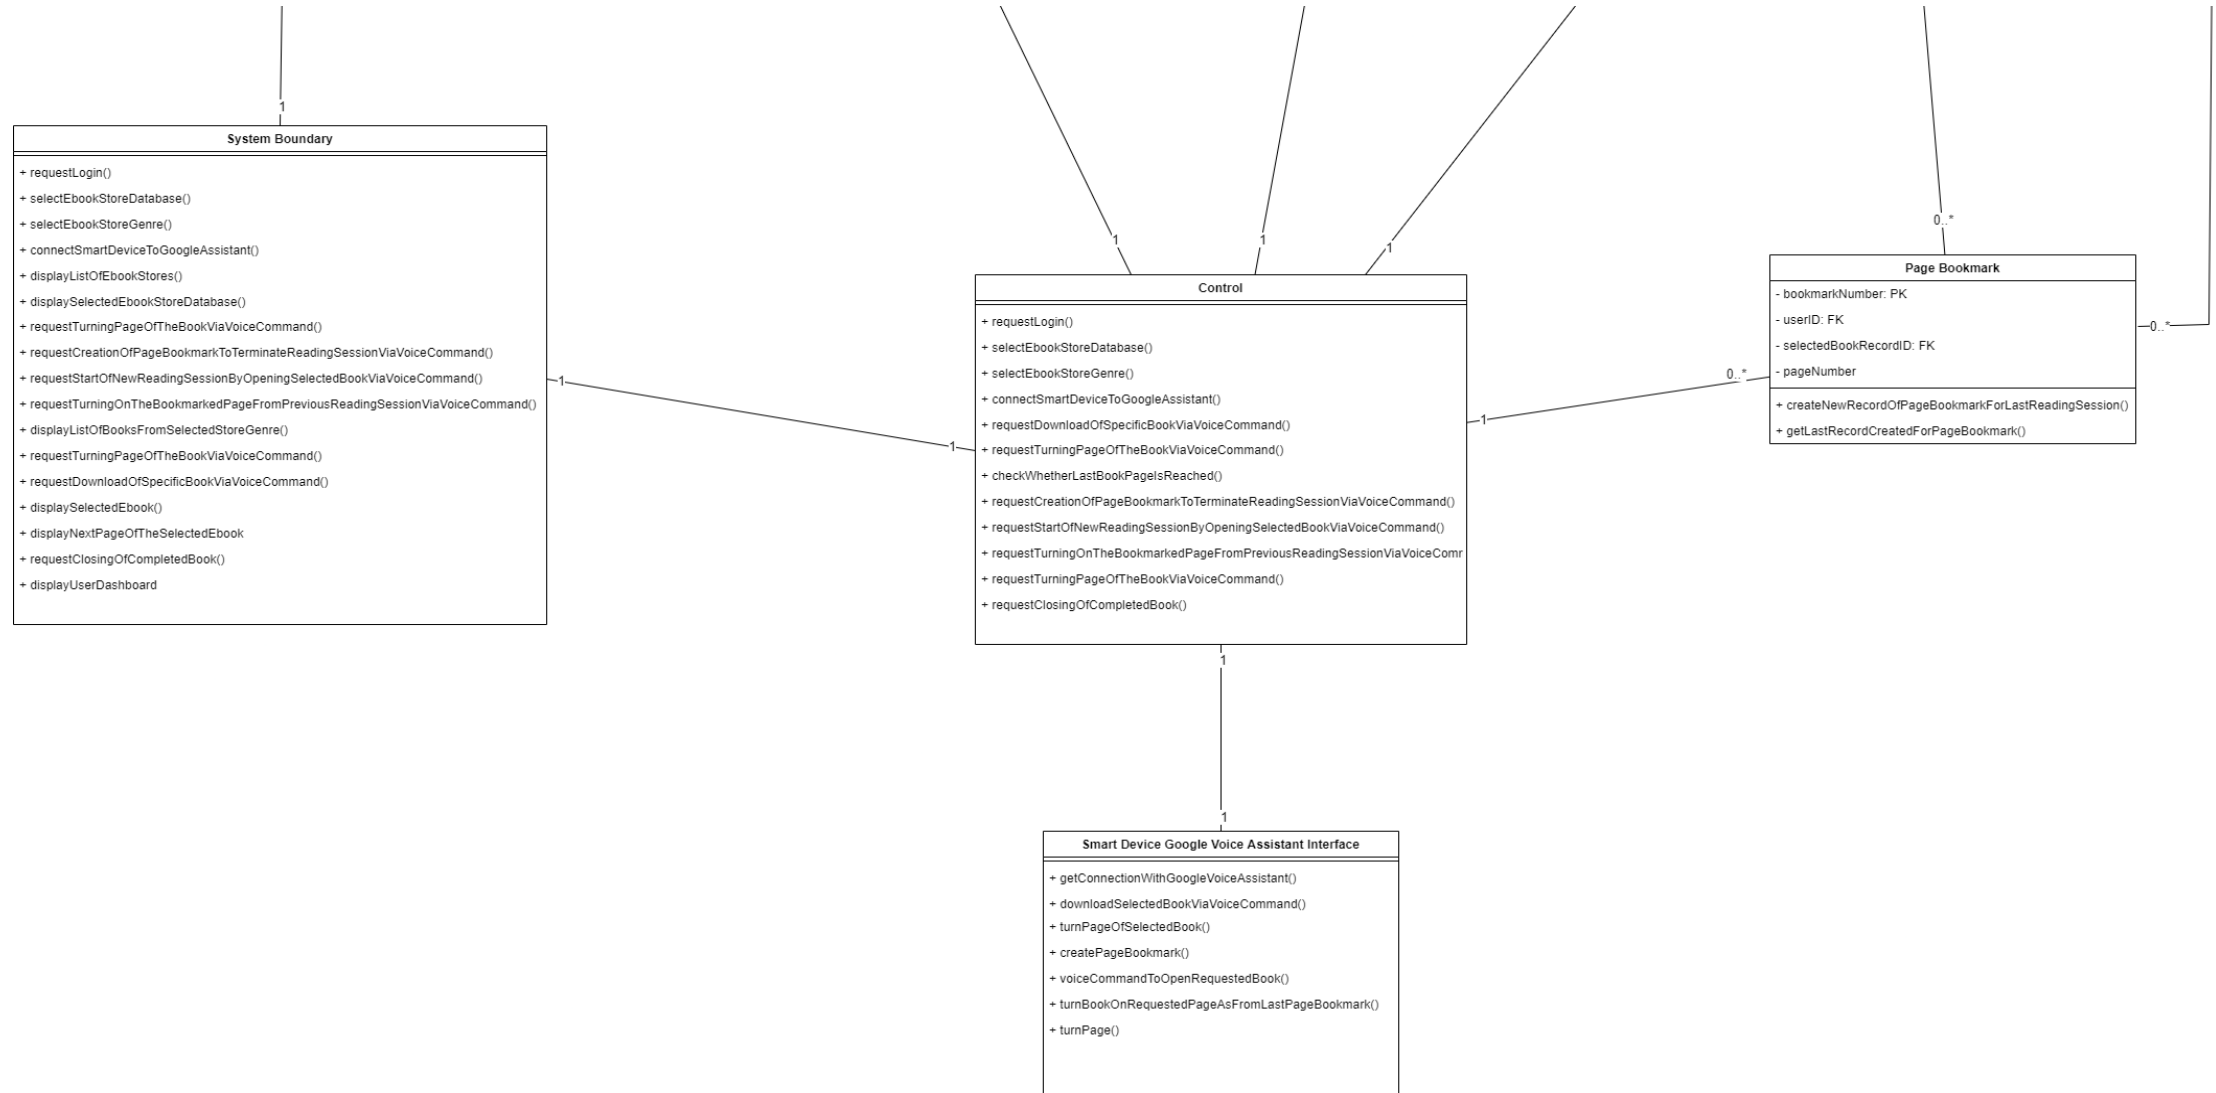 1
System Boundary
+ requestLogin()
+ selectEbookStoreDatabase()
+ selectEbookStoreGenre()
+ connectSmartDeviceToGoogleAssistant()
+ displayListOfEbookStores()
+ displaySelectedEbookStoreDatabase()
+ requestTurningPageOfTheBookViaVoiceCommand()
+ requestCreationOfPageBookmarkToTerminateReadingSessionViaVoiceCommand()
+ requestStartOfNewReadingSessionByOpeningSelectedBookViaVoiceCommand()
+ requestTurningOnTheBookmarkedPageFromPreviousReadingSessionViaVoiceCommand()
+ displayListOfBooksFromSelectedStoreGenre()
+ requestTurningPageOfTheBookViaVoiceCommand()
+ requestDownloadOfSpecificBookViaVoiceCommand()
+ displaySelectedEbook()
+ displayNextPageOfTheSelectedEbook
+ requestClosingOfCompletedBook()
+ displayUserDashboard
1
1
1
1
1
Control
+ requestLogin()
+ selectEbookStoreDatabase()
+ selectEbookStoreGenre()
+ connectSmartDeviceToGoogleAssistant()
+ requestDownloadOfSpecificBookViaVoiceCommand()
+ requestTurningPageOfTheBookViaVoiceCommand()
+ checkWhetherLastBookPageIsReached()
+ requestCreationOfPageBookmarkToTerminateReadingSessionViaVoiceCommand()
+ requestStartOfNewReadingSessionByOpeningSelectedBookViaVoiceCommand()
+ requestTurningOnTheBookmarkedPageFromPreviousReadingSessionViaVoiceComr
+ requestTurningPageOfTheBookViaVoiceCommand()
+ requestClosingOfCompletedBook()
1
0..*
0..*
Page Bookmark
- bookmarkNumber: PK
- userID: FK
- selectedBookRecordID: FK
- pageNumber
+ createNewRecordOfPageBookmarkForLastReadingSession()
+ getLastRecordCreatedForPageBookmark()
0..*
1
1
Smart Device Google Voice Assistant Interface
+ getConnectionWithGoogleVoiceAssistant()
+ downloadSelectedBookViaVoiceCommand()
+ turnPageOfSelectedBook()
+ createPageBookmark()
+ voiceCommandToOpenRequestedBook()
+ turnBookOnRequestedPageAsFromLastPageBookmark()
+ turnPage()